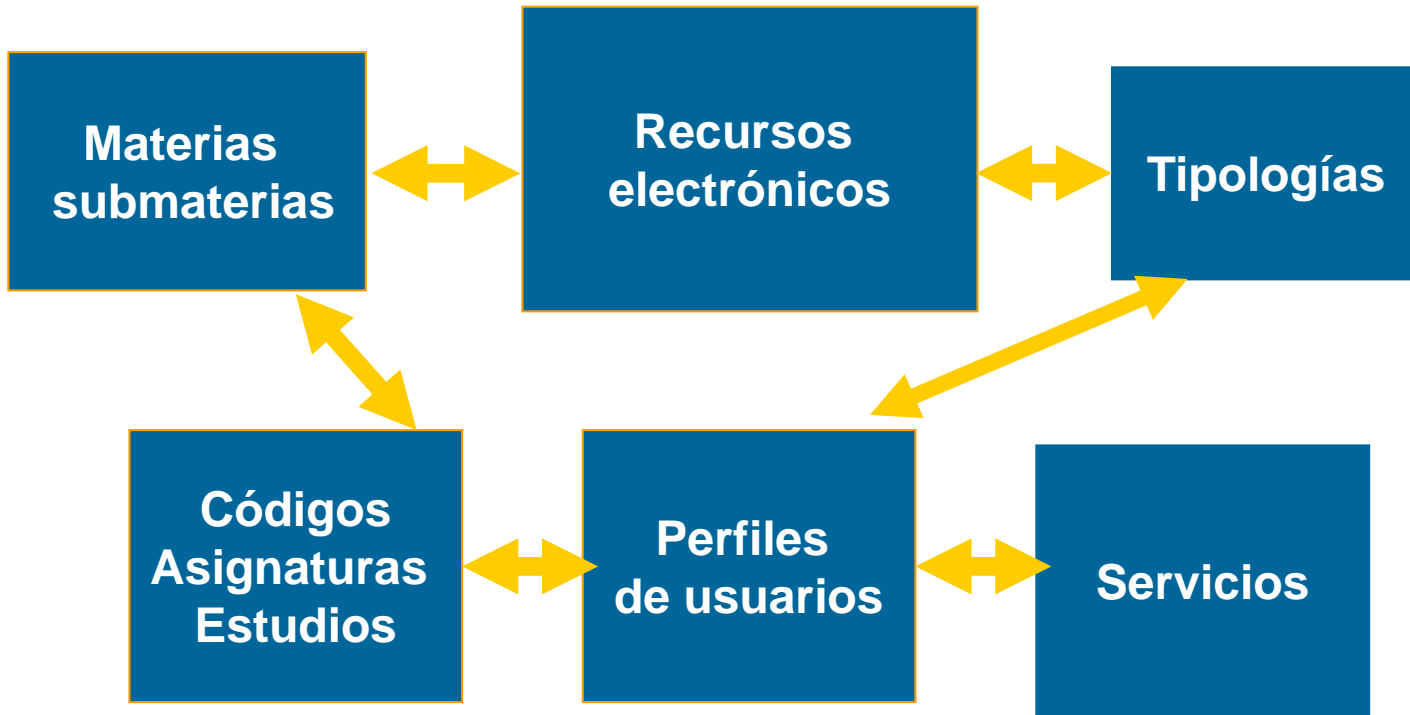 Materias
submaterias
Recursos
electrónicos
Tipologías
Códigos
Asignaturas
Estudios
Perfiles
de usuarios
Servicios